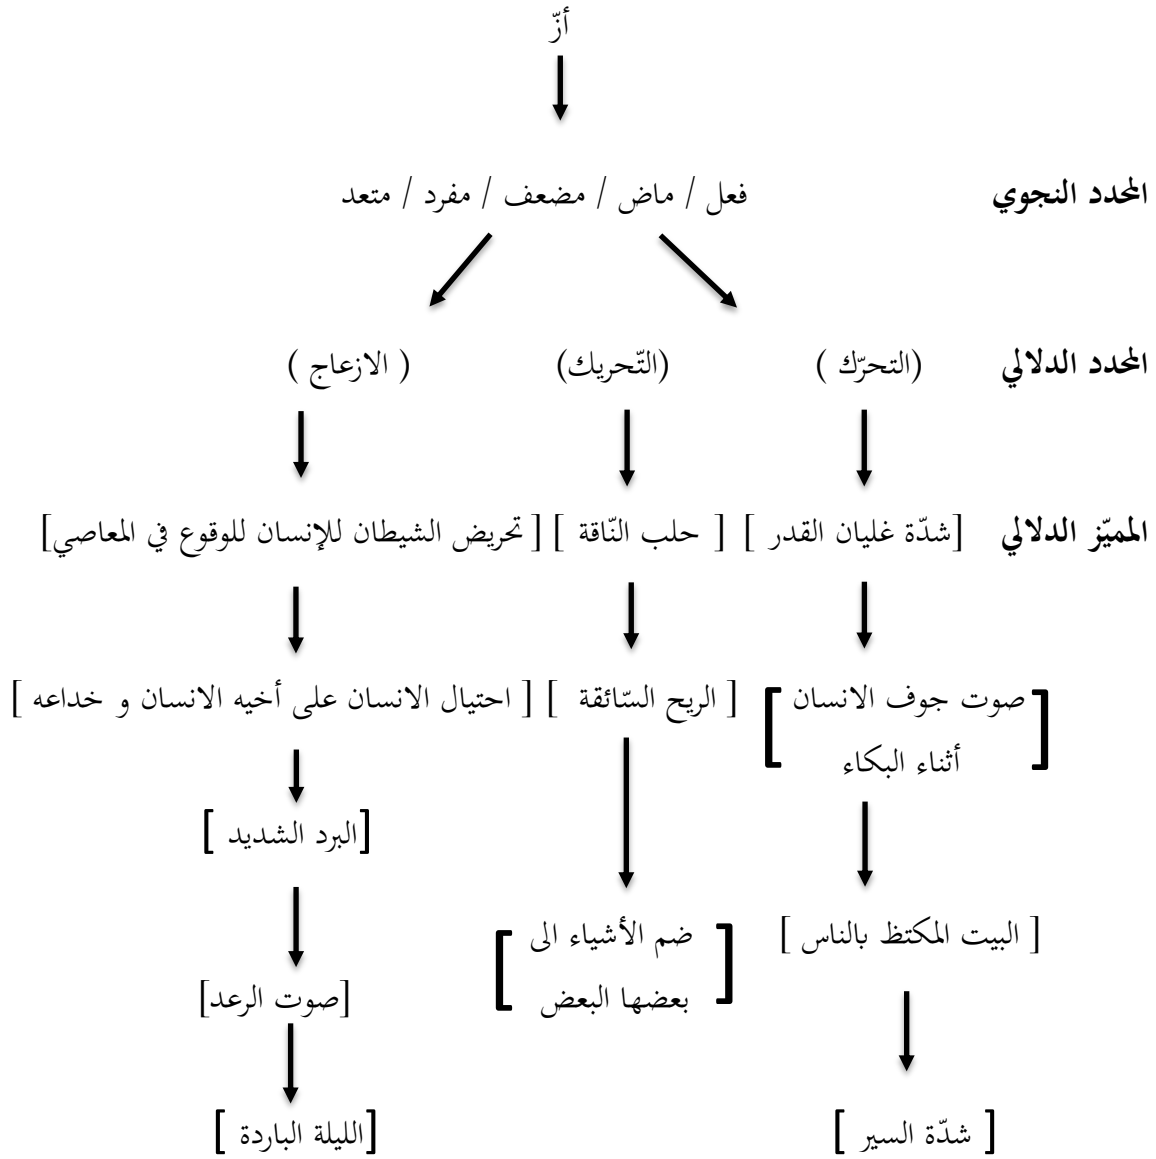 أزّ
المحدد النجوي فعل / ماض / مضعف / مفرد / متعد
المحدد الدلالي (التحرّك ) (التّحريك) ( الازعاج )
المميّز الدلالي [شدّة غليان القدر ] [ حلب النّاقة ] [ تحريض الشيطان للإنسان للوقوع في المعاصي]
[صوت جوف الانسان أثناء البكاء] [ الريح السّائقة ] [ احتيال الانسان على أخيه الانسان و خداعه ]
[البرد الشديد ]
[ البيت المكتظ بالناس ] [ضم الأشياء الى بعضها البعض]
[صوت الرعد]
[ شدّة السير ] [الليلة الباردة ]